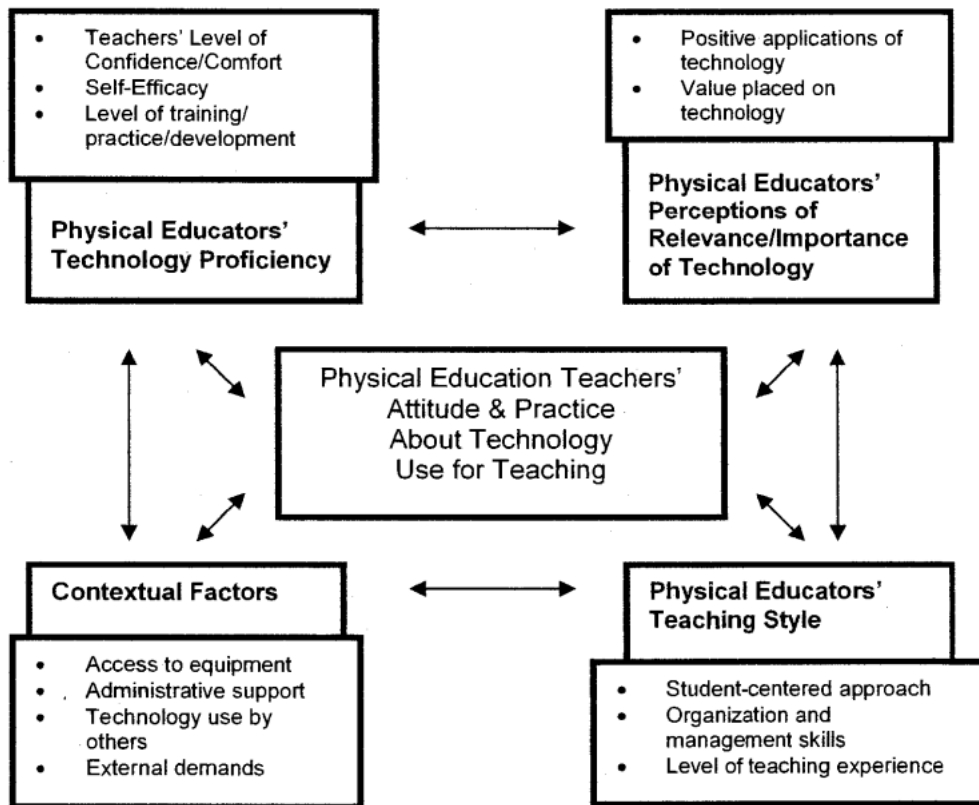 • Teachers' Level of
Confidence/Comfort
• Self-Efficacy
• Level of training/
practice/development
Physical Educators'
Technology Proficiency
• Positive applications of
technology
• Value placed on
technology
Physical Educators'
Perceptions of
Relevance/Importance
of Technology
Physical Education Teachers'
Attitude & Practice
About Technology
Use for Teaching
Contextual Factors
• Access to equipment
• Administrative support
• Technology use by
others
• External demands
Physical Educators'
Teaching Style
• Student-centered approach
• Organization and
management skills
• Level of teaching experience